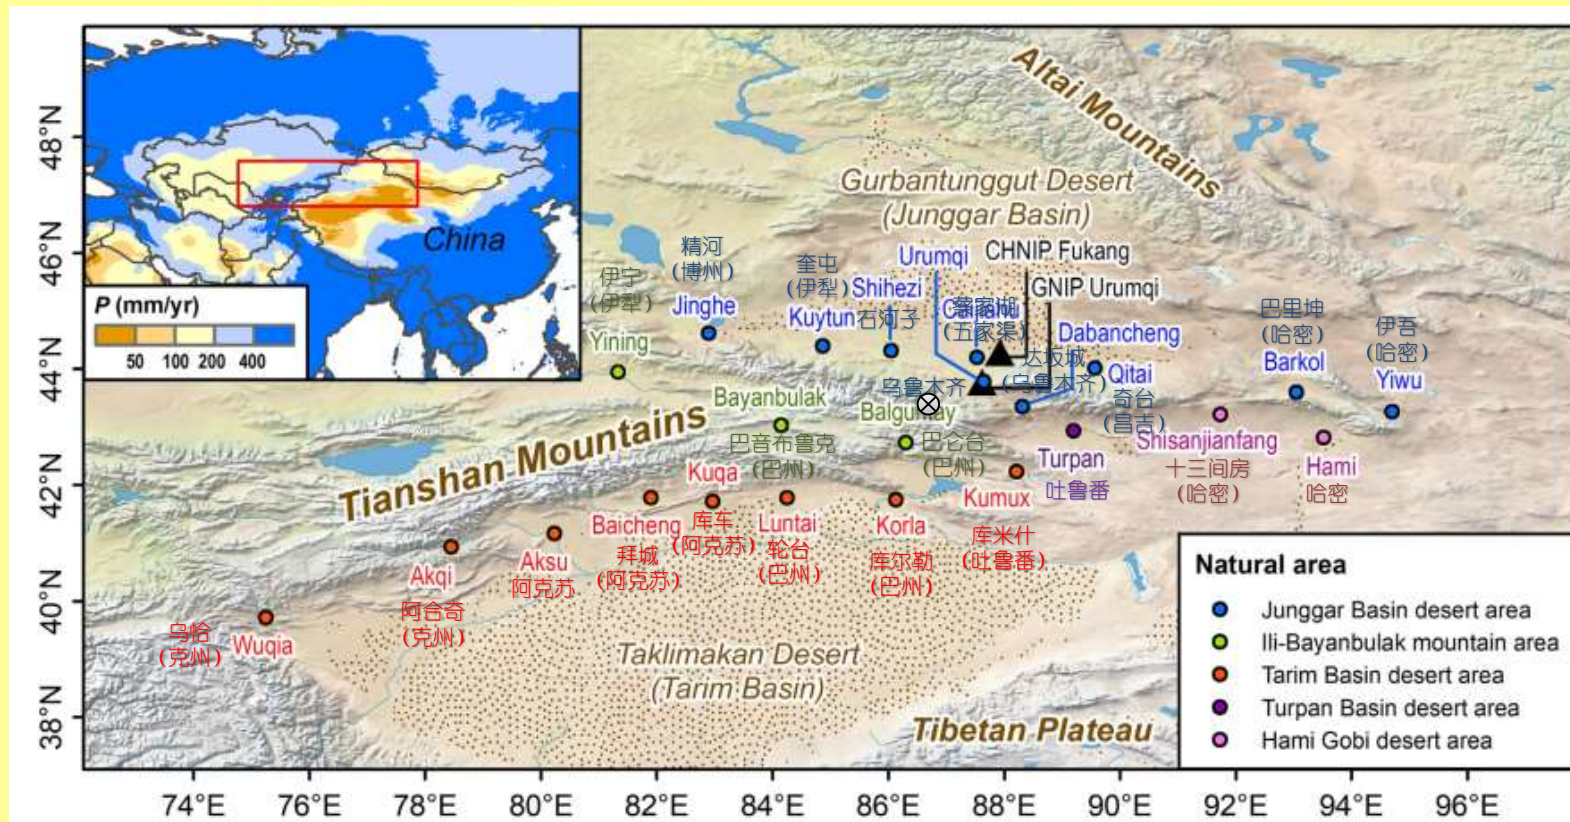 48°N
46°N
44°N
42°N
40°N
38°N
China
P (mm/yr)
50 100 200 400
Altai Mountains
Gurbantunggut Desert
(Junggar Basin)
Urumqi
CHNIP Fukang
GNIP Urumqi
精河
(博州)
Jinghe
伊宁
(伊犁)
Yining
奎屯
(伊犁)
Kuytun
Shihezi
石河子
蔡家湖
(五家渠)
Dabancheng
达坂城
(乌鲁木齐)
乌鲁木齐
Qitai
奇台
(昌吉)
巴里坤
(哈密)
Barkol
伊吾
(哈密)
Yiwu
Tianshan Mountains
Bayanbulak
巴音布鲁克
(巴州)
Balguntay
巴仑台
(巴州)
Turpan
吐鲁番
Shisanjianfang
十三间房
(哈密)
Hami
哈密
Kumux
库米什
(吐鲁番)
Kuqa
库车
(阿克苏)
Baicheng
拜城
(阿克苏)
Luntai
轮台
(巴州)
Korla
库尔勒
(巴州)
Aksu
阿克苏
Akqi
阿合奇
(克州)
乌恰
(克州)
Wuqia
Taklimakan Desert
(Tarim Basin)
Tibetan Plateau
Natural area
Junggar Basin desert area
Ili-Bayanbulak mountain area
Tarim Basin desert area
Turpan Basin desert area
Hami Gobi desert area
74°E 76°E 78°E 80°E 82°E 84°E 86°E 88°E 90°E 92°E 94°E 96°E